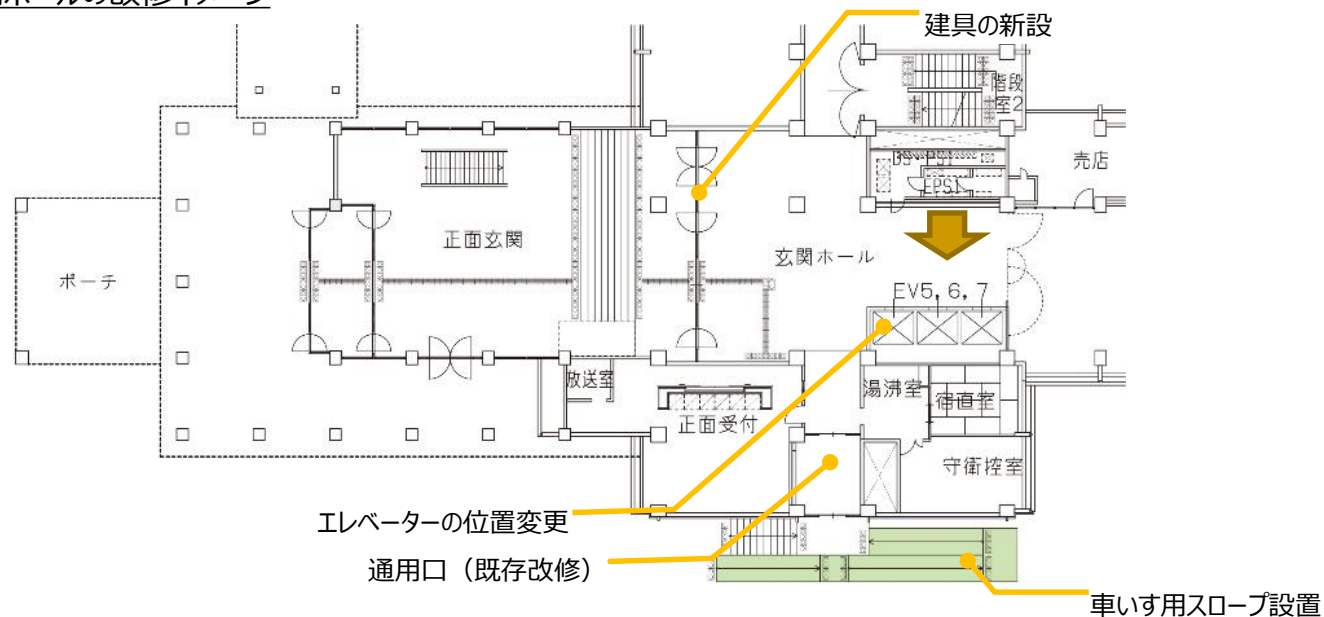 ホールの改修イメージ
建具の新設
階段
室2
DS・PS1
売店
EPS1
正面玄関
玄関ホール
ポーチ
EV5, 6, 7
放送室
湯沸室
宿直室
正面受付
守衛控室
エレベーターの位置変更
通用口（既存改修）
車いす用スロープ設置